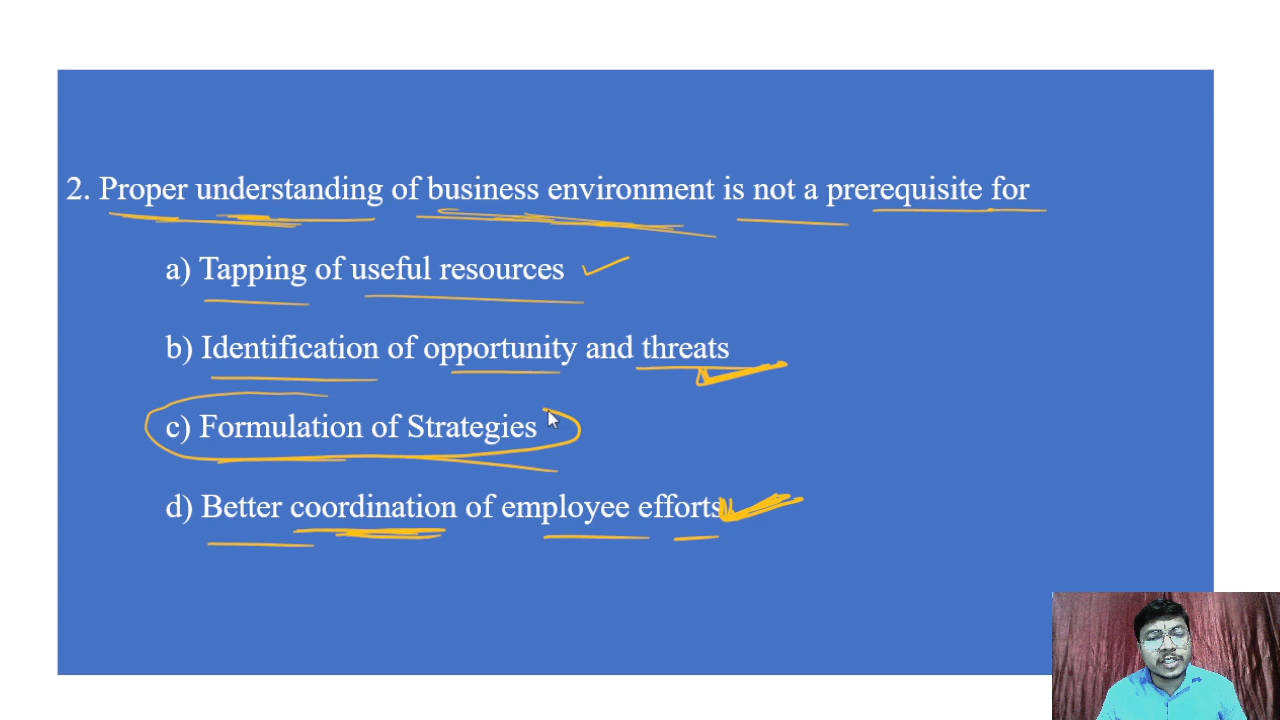 2. Proper understanding of business environment is not a prerequisite for
a) Tapping of useful resources
b) Identification of opportunity and threats
c) Formulation of Strategies
d) Better coordination of employee efforts